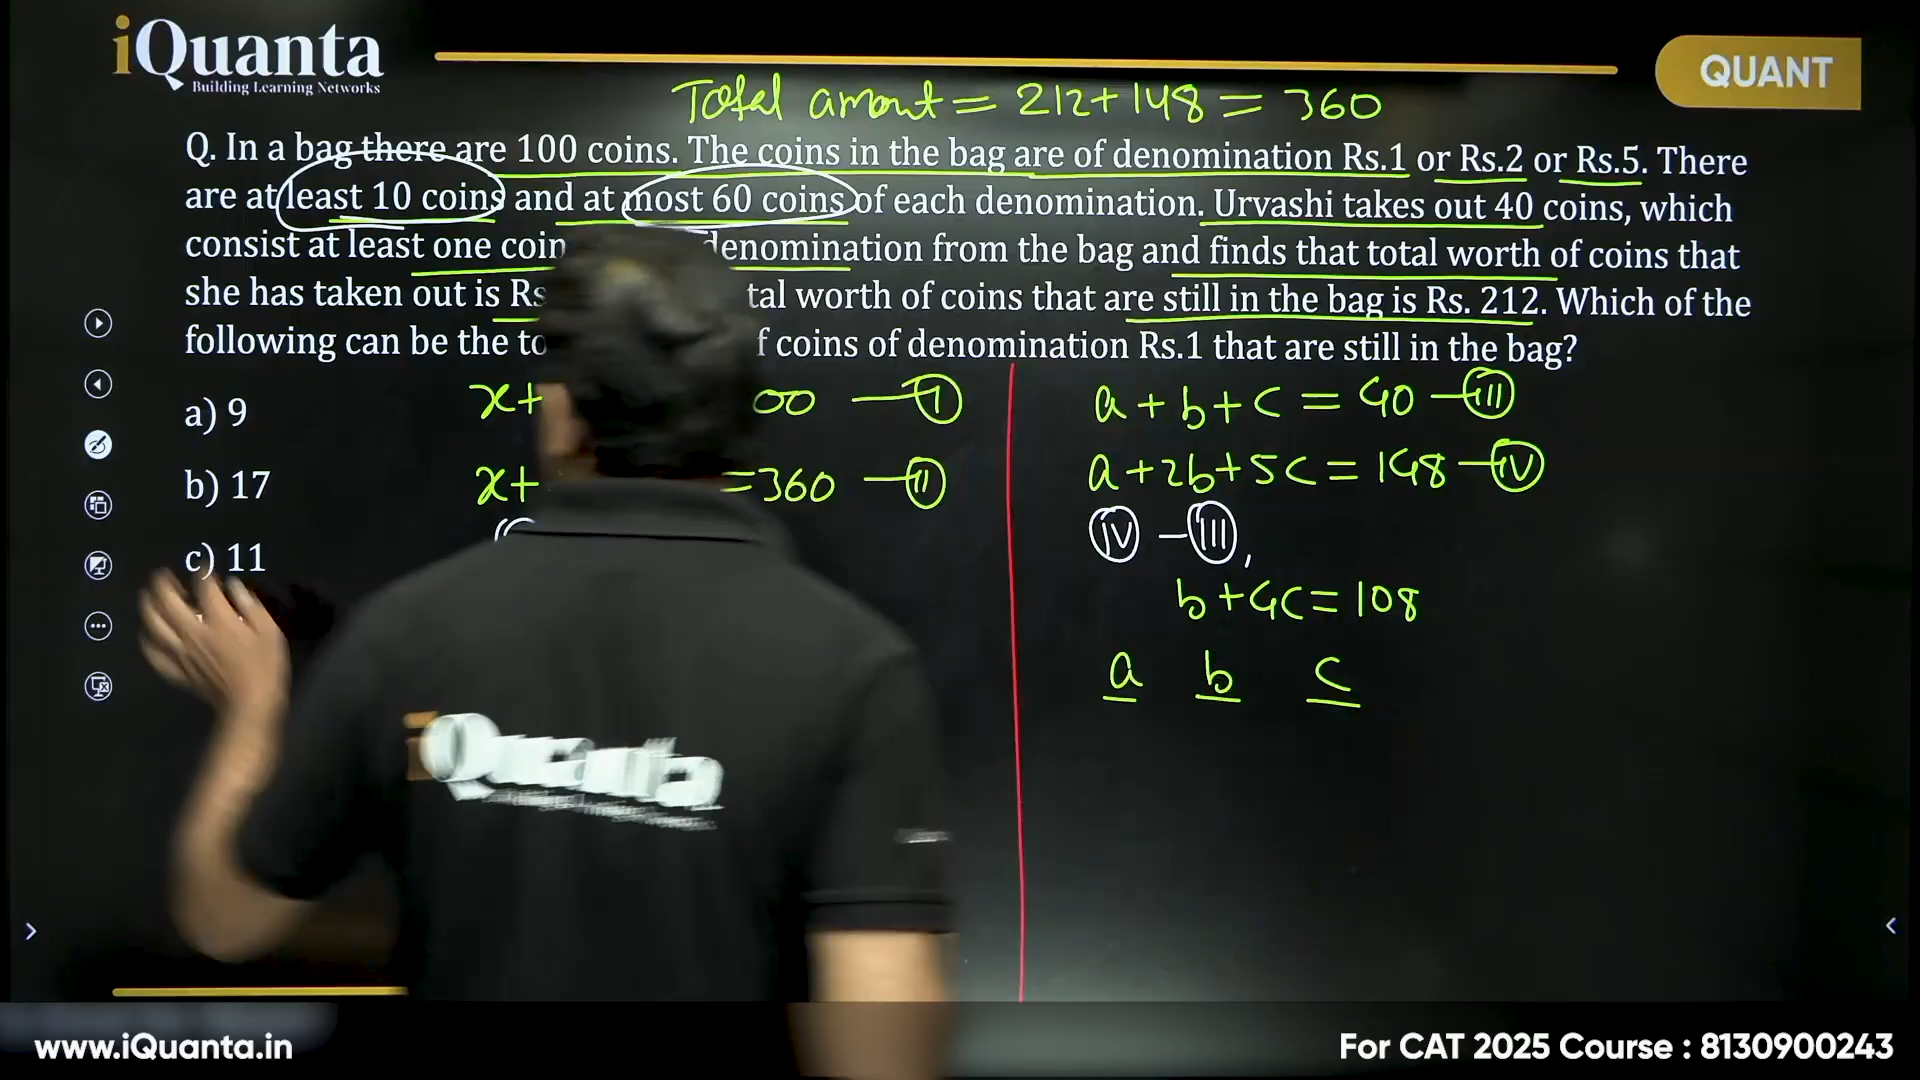 iQuanta
Building Learning Networks
QUANT
Total amout = 212+148 = 360
Q. In a bag there are 100 coins. The coins in the bag are of denomination Rs.1 or Rs.2 or Rs.5. There
are at least 10 coins and at most 60 coins of each denomination. Urvashi takes out 40 coins, which
consist at least one coin denomination from the bag and finds that total worth of coins that
she has taken out is Rs tal worth of coins that are still in the bag is Rs. 212. Which of the
following can be the to f coins of denomination Rs.1 that are still in the bag?
a) 9
b) 17
c) 11
x+ 00 — I
x+ =360 — II
a + b + c = 40 — III
a + 2b + 5c = 148 — IV
IV - III,
b + 4c = 108
a b c
iQuanta
www.iQuanta.in
For CAT 2025 Course : 8130900243